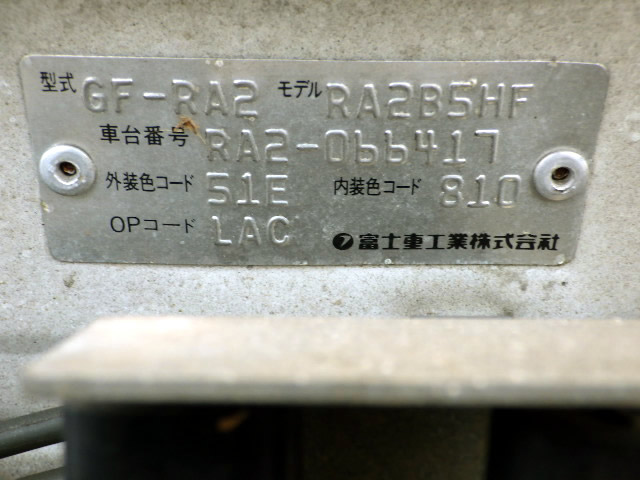 型式 GF-RA2 モデル RA2B5HF
車台番号 RA2-066417
外装色コード 51E 内装色コード 810
OPコード LAC 富士重工業株式会社